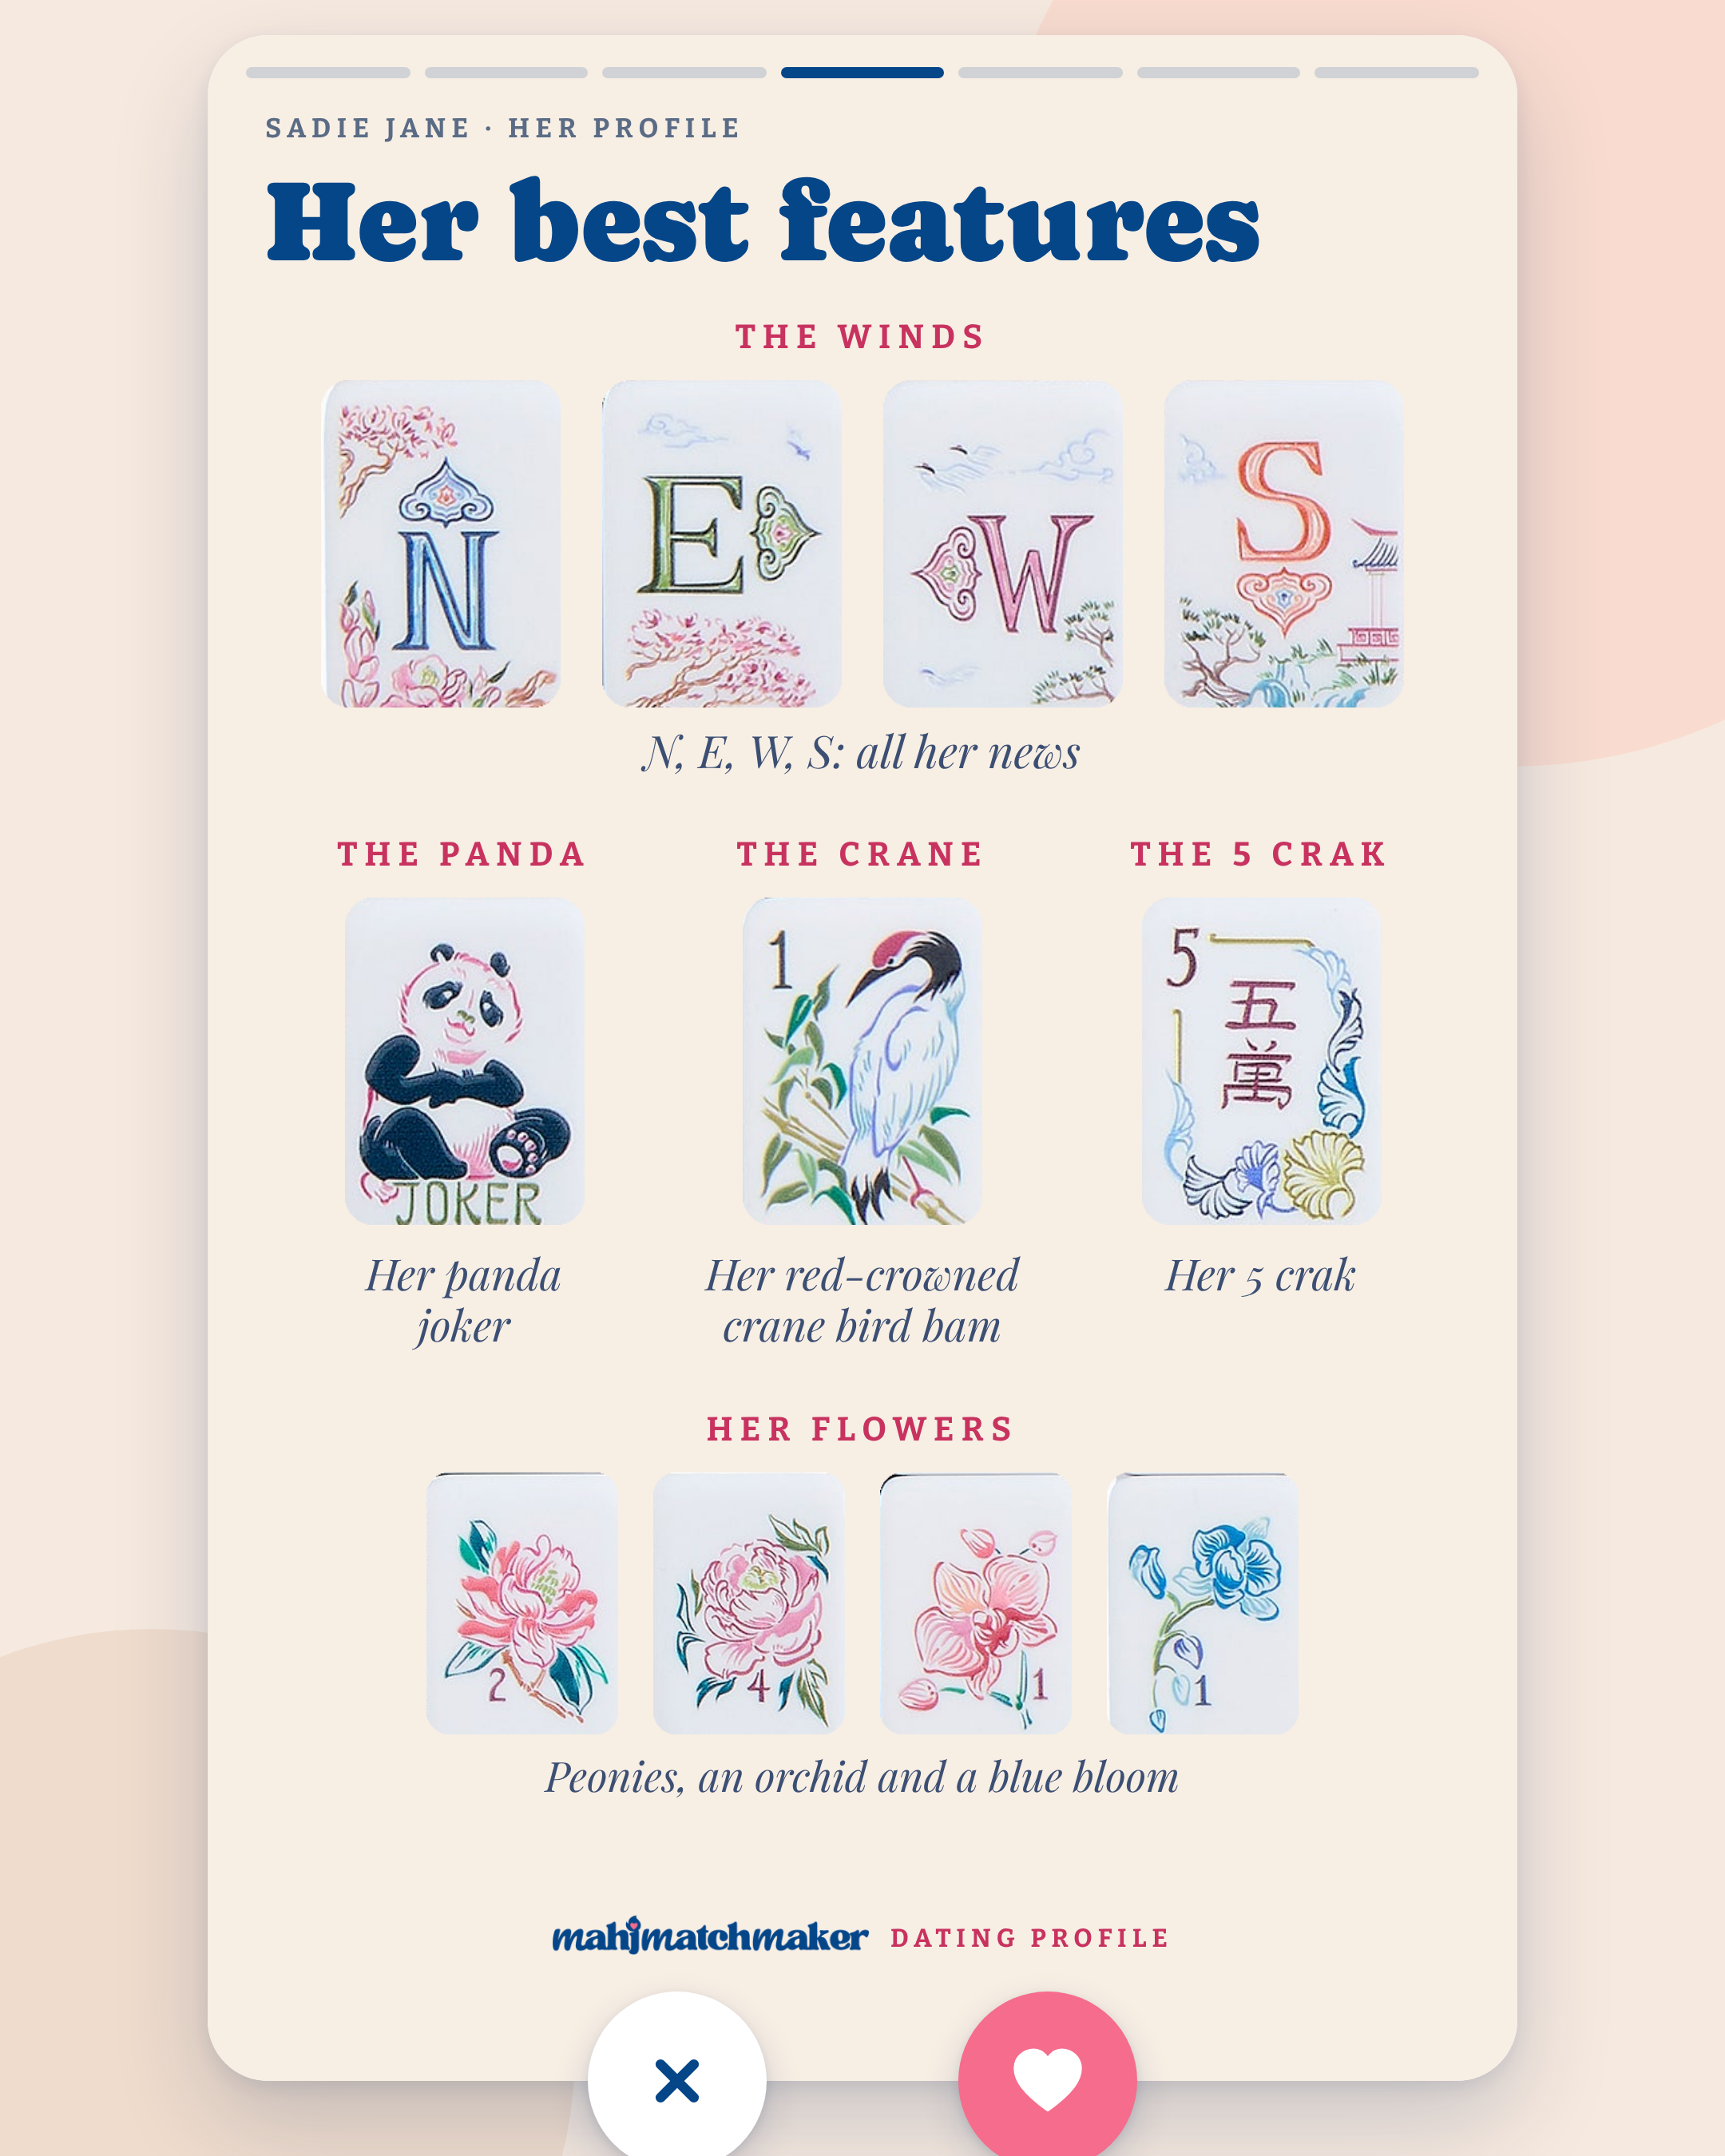 SADIE JANE · HER PROFILE
Her best features
THE WINDS
N E W S
N, E, W, S: all her news
THE PANDA THE CRANE THE 5 CRAK
JOKER
1
5
五
萬
Her panda
joker
Her red-crowned
crane bird bam
Her 5 crak
HER FLOWERS
2 4 1 1
Peonies, an orchid and a blue bloom
mahjmatchmaker DATING PROFILE